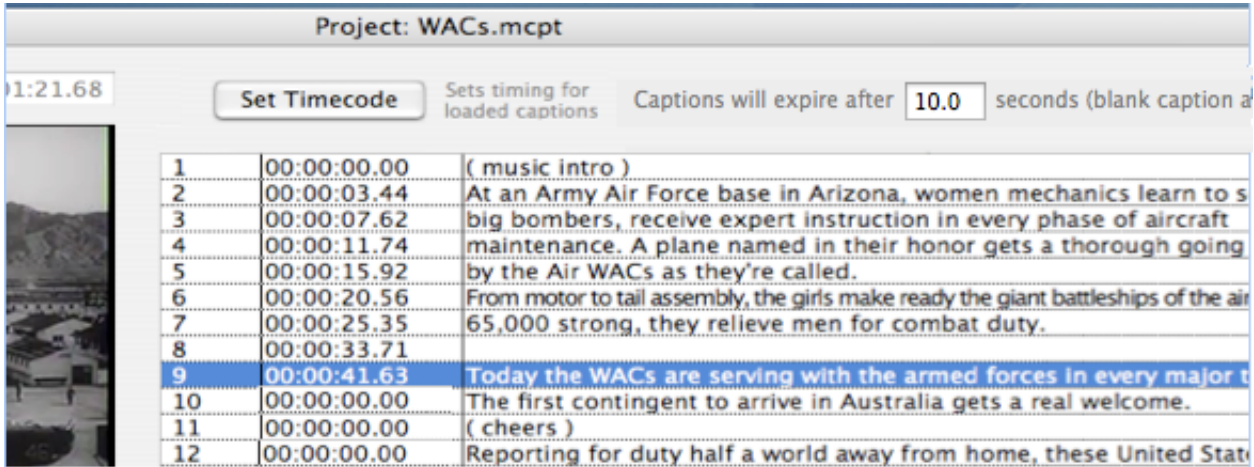 Project: WACs.mcpt
1:21.68 Set Timecode Sets timing for loaded captions Captions will expire after 10.0 seconds (blank caption a
1 00:00:00.00 ( music intro )
2 00:00:03.44 At an Army Air Force base in Arizona, women mechanics learn to s
3 00:00:07.62 big bombers, receive expert instruction in every phase of aircraft
4 00:00:11.74 maintenance. A plane named in their honor gets a thorough going
5 00:00:15.92 by the Air WACs as they're called.
6 00:00:20.56 From motor to tail assembly, the girls make ready the giant battleships of the air
7 00:00:25.35 65,000 strong, they relieve men for combat duty.
8 00:00:33.71
9 00:00:41.63 Today the WACs are serving with the armed forces in every major t
10 00:00:00.00 The first contingent to arrive in Australia gets a real welcome.
11 00:00:00.00 ( cheers )
12 00:00:00.00 Reporting for duty half a world away from home, these United Stat